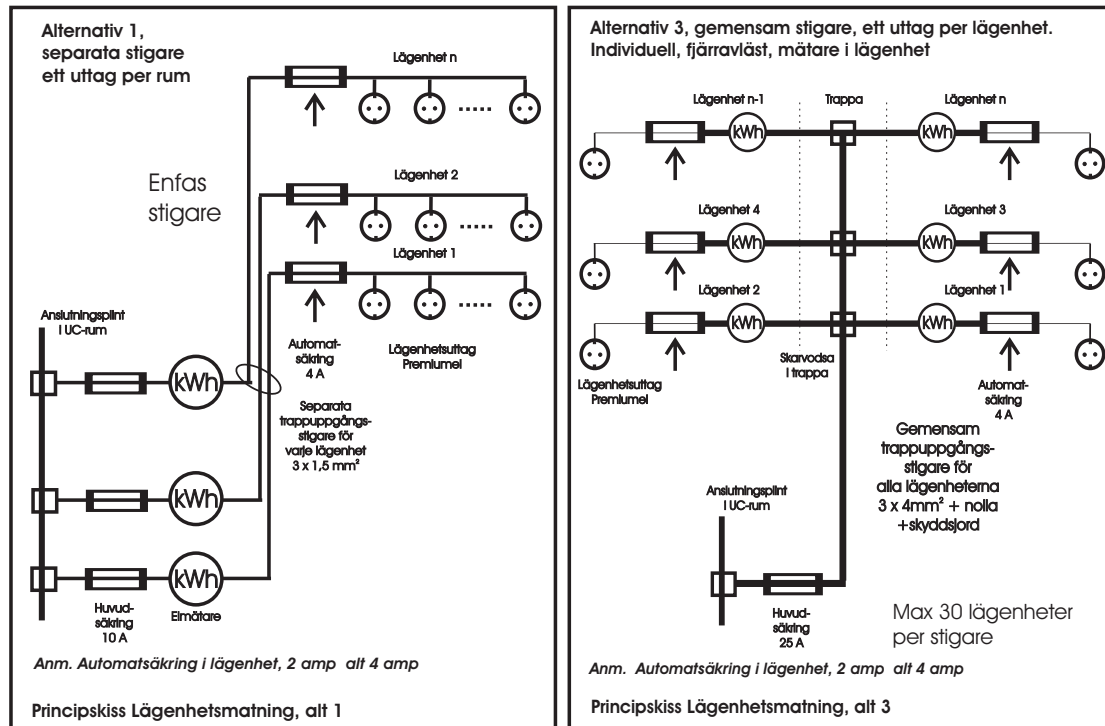 Alternativ 1,
separata stigare
ett uttag per rum
Lägenhet n
Enfas
stigare
Lägenhet 2
Lägenhet 1
Anslutningsplint
i UC-rum
kWh
kWh
kWh
Automat-
säkring
4 A
Lägenhetsuttag
Premiumel
Separata
trappuppgångs-
stigare för
varje lägenhet
3 x 1,5 mm²
Huvud-
säkring
10 A
Elmätare
Anm. Automatsäkring i lägenhet, 2 amp alt 4 amp
Principskiss Lägenhetsmatning, alt 1
Alternativ 3, gemensam stigare, ett uttag per lägenhet.
Individuell, fjärravläst, mätare i lägenhet
Lägenhet n-1
Trappa
Lägenhet n
kWh
kWh
Lägenhet 4
Lägenhet 3
kWh
kWh
Lägenhet 2
Lägenhet 1
kWh
kWh
Lägenhetsuttag
Premiumel
Skarvodsa
i trappa
Automat-
säkring
4 A
Gemensam
trappuppgångs-
stigare för
alla lägenheterna
3 x 4mm² + nolla
+skyddsjord
Anslutningsplint
i UC-rum
Huvud-
säkring
25 A
Max 30 lägenheter
per stigare
Anm. Automatsäkring i lägenhet, 2 amp alt 4 amp
Principskiss Lägenhetsmatning, alt 3